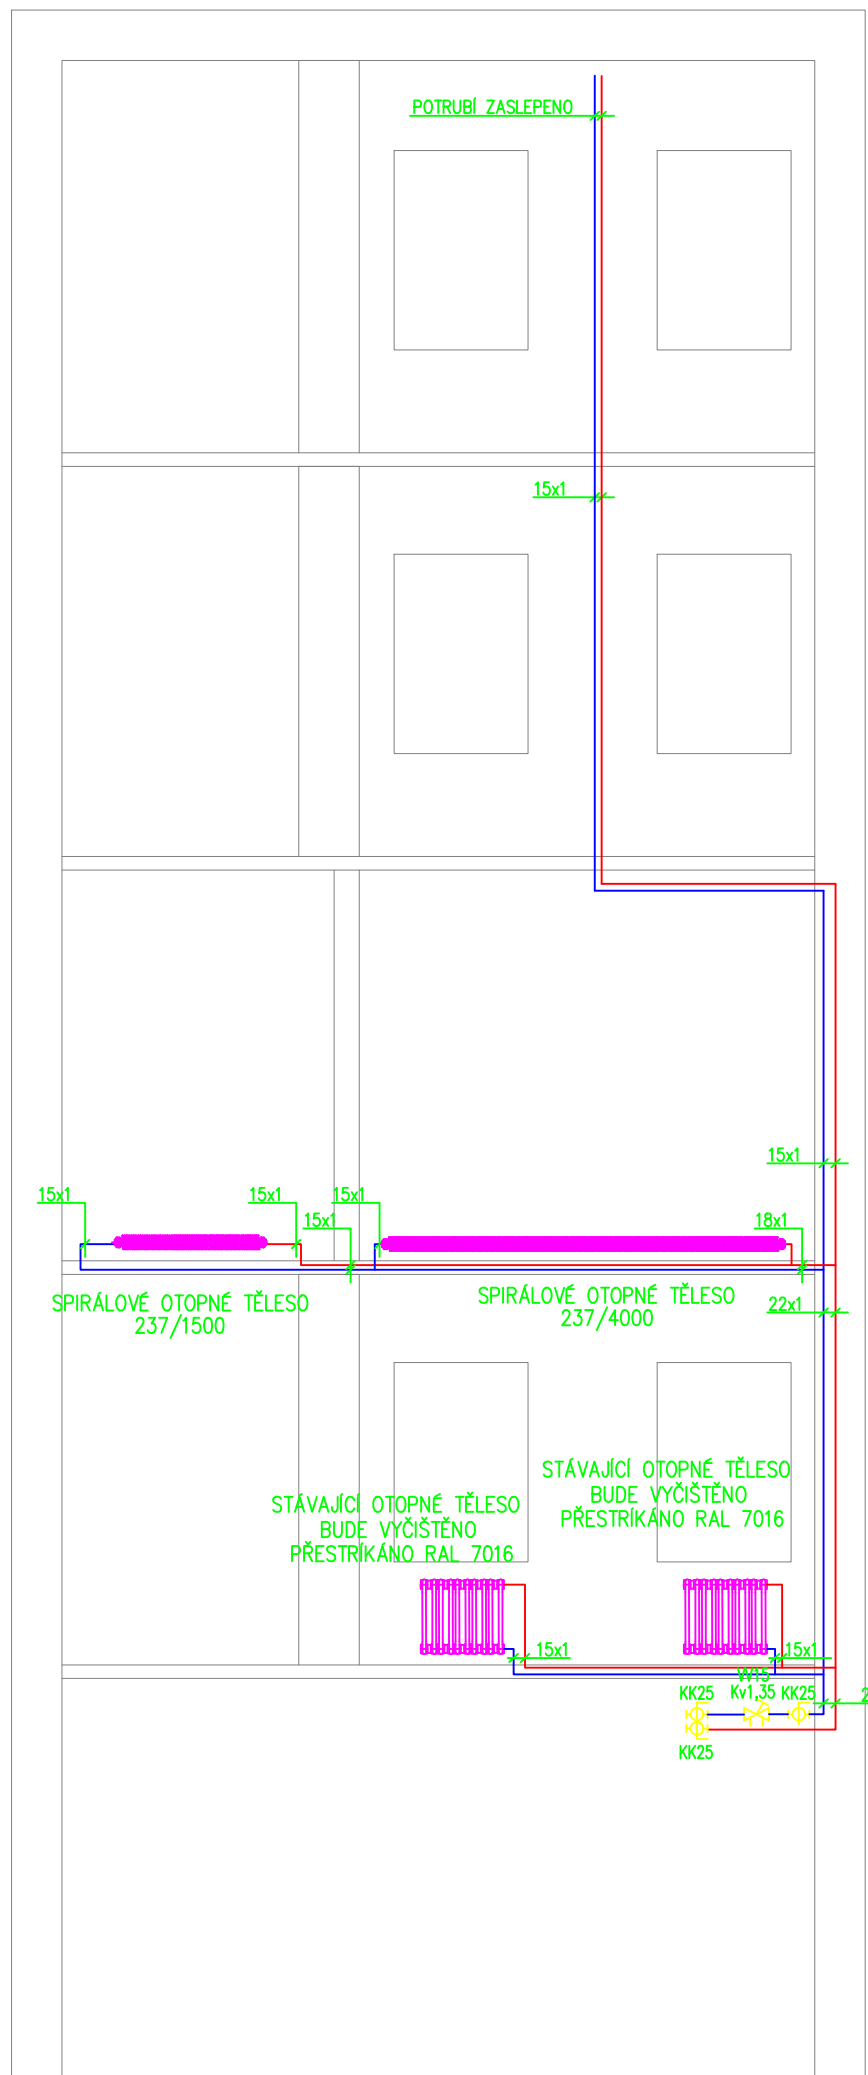 POTRUBÍ ZASLEPENO
15x1
15x1
15x1
15x1
15x1
15x1
18x1
SPIRÁLOVÉ OTOPNÉ TĚLESO
237/1500
SPIRÁLOVÉ OTOPNÉ TĚLESO
237/4000
22x1
STÁVAJÍCÍ OTOPNÉ TĚLESO
BUDE VYČIŠTĚNO
PŘESTRÍKÁNO RAL 7016
STÁVAJÍCÍ OTOPNÉ TĚLESO
BUDE VYČIŠTĚNO
PŘESTRÍKÁNO RAL 7016
15x1
15x1
KK25
Kv1,35
KK25
KK25